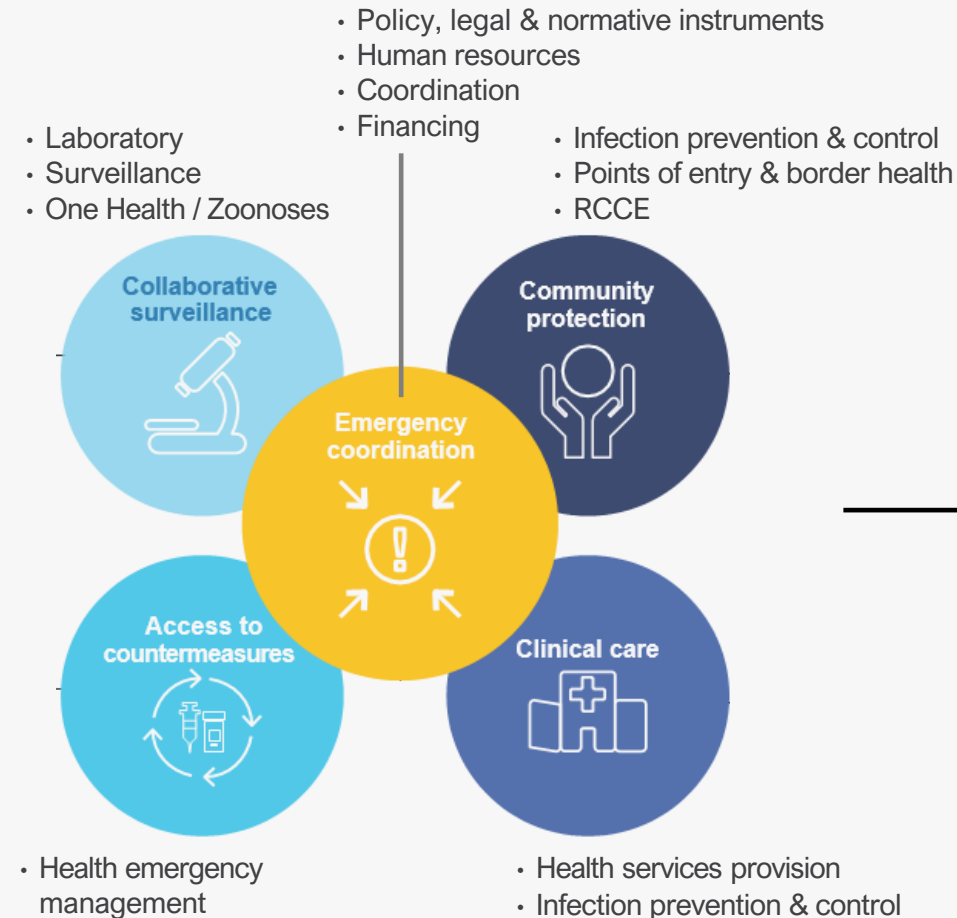 • Policy, legal & normative instruments
• Human resources
• Coordination
• Financing
• Laboratory
• Surveillance
• One Health / Zoonoses
• Infection prevention & control
• Points of entry & border health
• RCCE
Collaborative
surveillance
Community
protection
Emergency
coordination
Access to
countermeasures
Clinical care
• Health emergency
management
• Health services provision
• Infection prevention & control